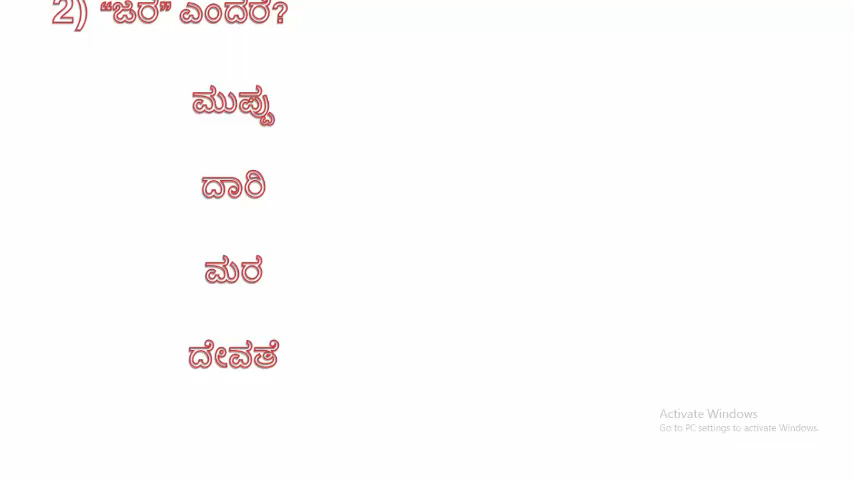 2) “ಜರೆ” ಎಂದರೆ?
ಮುಪ್ಪು
ದಾರಿ
ಮರ
ದೇವತೆ
Activate Windows
Go to PC settings to activate Windows.